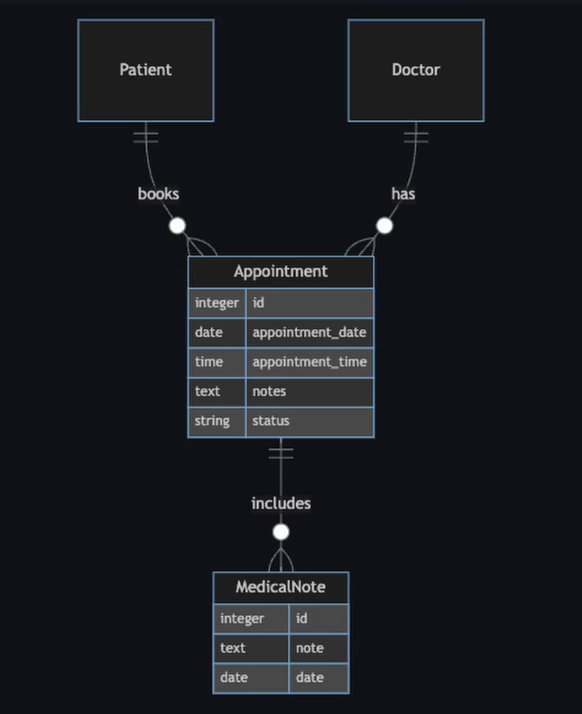 Patient
Doctor
books
has
Appointment
integer id
date appointment_date
time appointment_time
text notes
string status
includes
MedicalNote
integer id
text note
date date